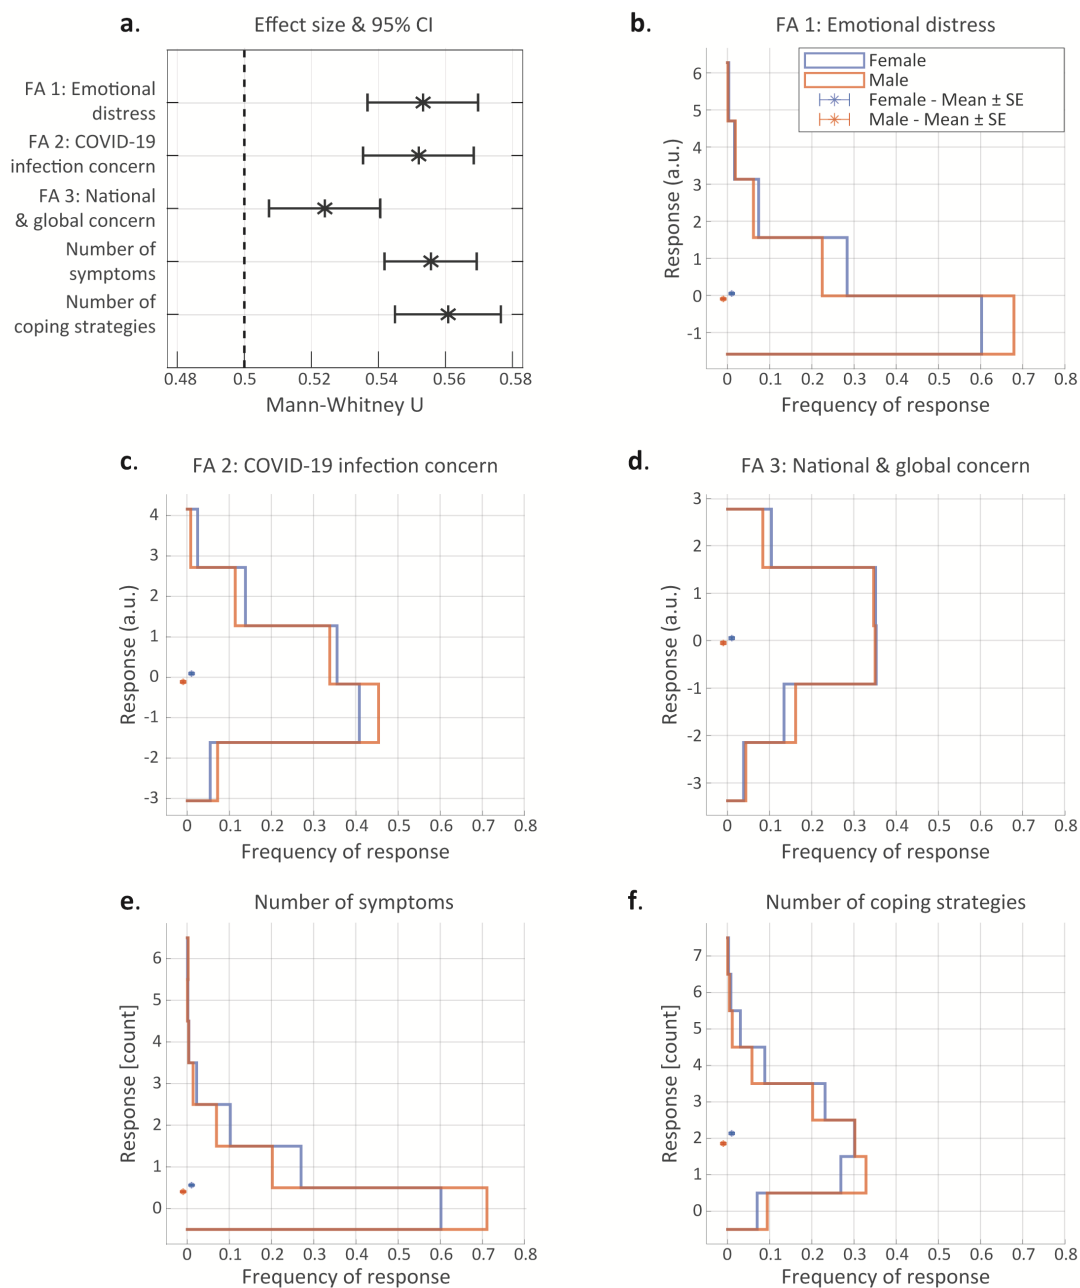 a. Effect size & 95% CI
FA 1: Emotional
distress
FA 2: COVID-19
infection concern
FA 3: National
& global concern
Number of
symptoms
Number of
coping strategies
0.48 0.5 0.52 0.54 0.56 0.58
Mann-Whitney U
b. FA 1: Emotional distress
Female
Male
Female - Mean ± SE
Male - Mean ± SE
Response (a.u.)
6
5
4
3
2
1
0
-1
0 0.1 0.2 0.3 0.4 0.5 0.6 0.7 0.8
Frequency of response
c. FA 2: COVID-19 infection concern
Response (a.u.)
4
3
2
1
0
-1
-2
-3
0 0.1 0.2 0.3 0.4 0.5 0.6 0.7 0.8
Frequency of response
d. FA 3: National & global concern
Response (a.u.)
3
2
1
0
-1
-2
-3
0 0.1 0.2 0.3 0.4 0.5 0.6 0.7 0.8
Frequency of response
e. Number of symptoms
Response [count]
6
5
4
3
2
1
0
0 0.1 0.2 0.3 0.4 0.5 0.6 0.7 0.8
Frequency of response
f. Number of coping strategies
Response [count]
7
6
5
4
3
2
1
0
0 0.1 0.2 0.3 0.4 0.5 0.6 0.7 0.8
Frequency of response